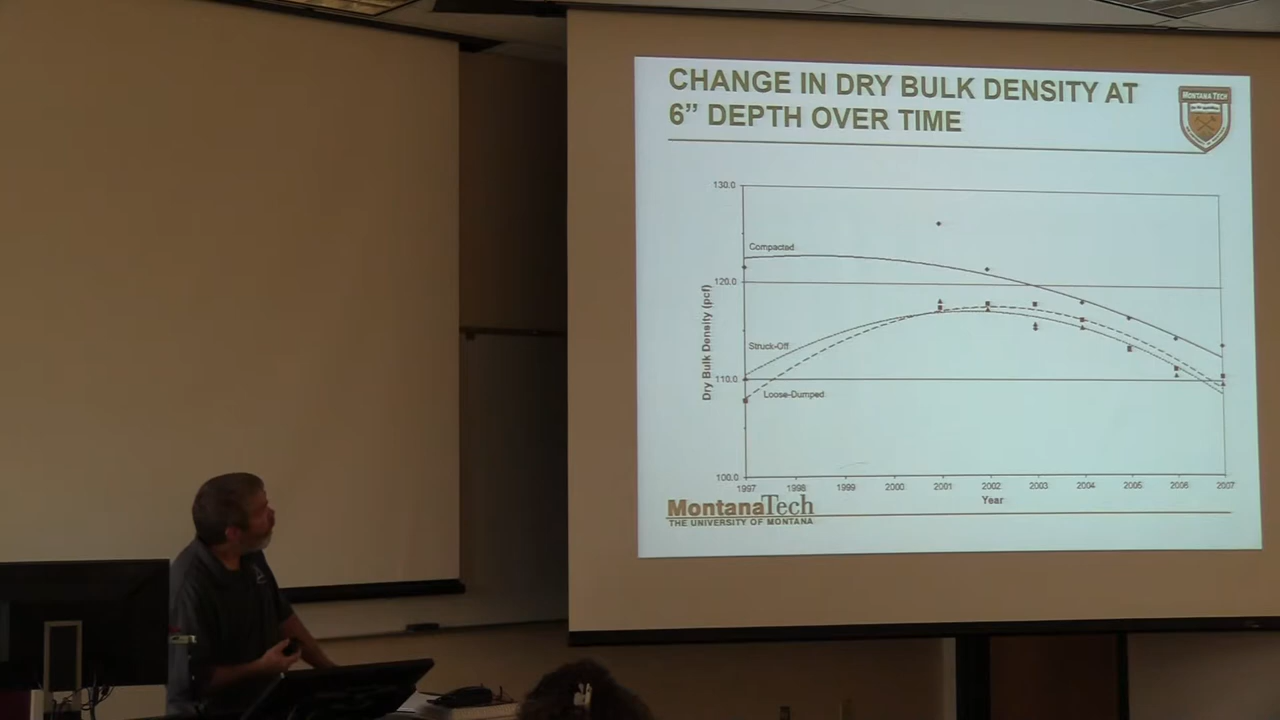 CHANGE IN DRY BULK DENSITY AT
6” DEPTH OVER TIME
MONTANA TECH
130.0
Compacted
120.0
Dry Bulk Density (pcf)
Struck-Off
110.0
Loose-Dumped
100.0
1997 1998 1999 2000 2001 2002 2003 2004 2005 2006 2007
Year
MontanaTech
THE UNIVERSITY OF MONTANA